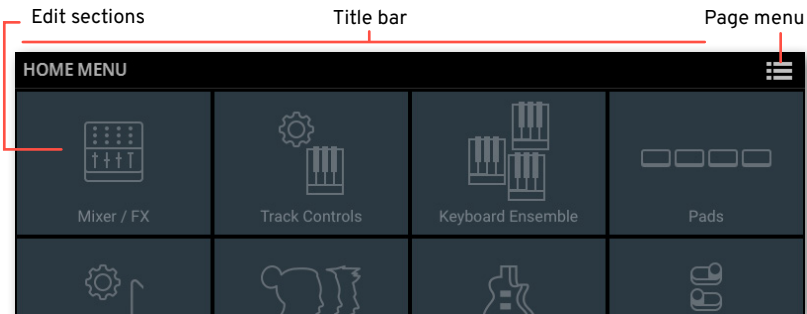 Edit sections
Title bar
Page menu
HOME MENU
Mixer / FX
Track Controls
Keyboard Ensemble
Pads